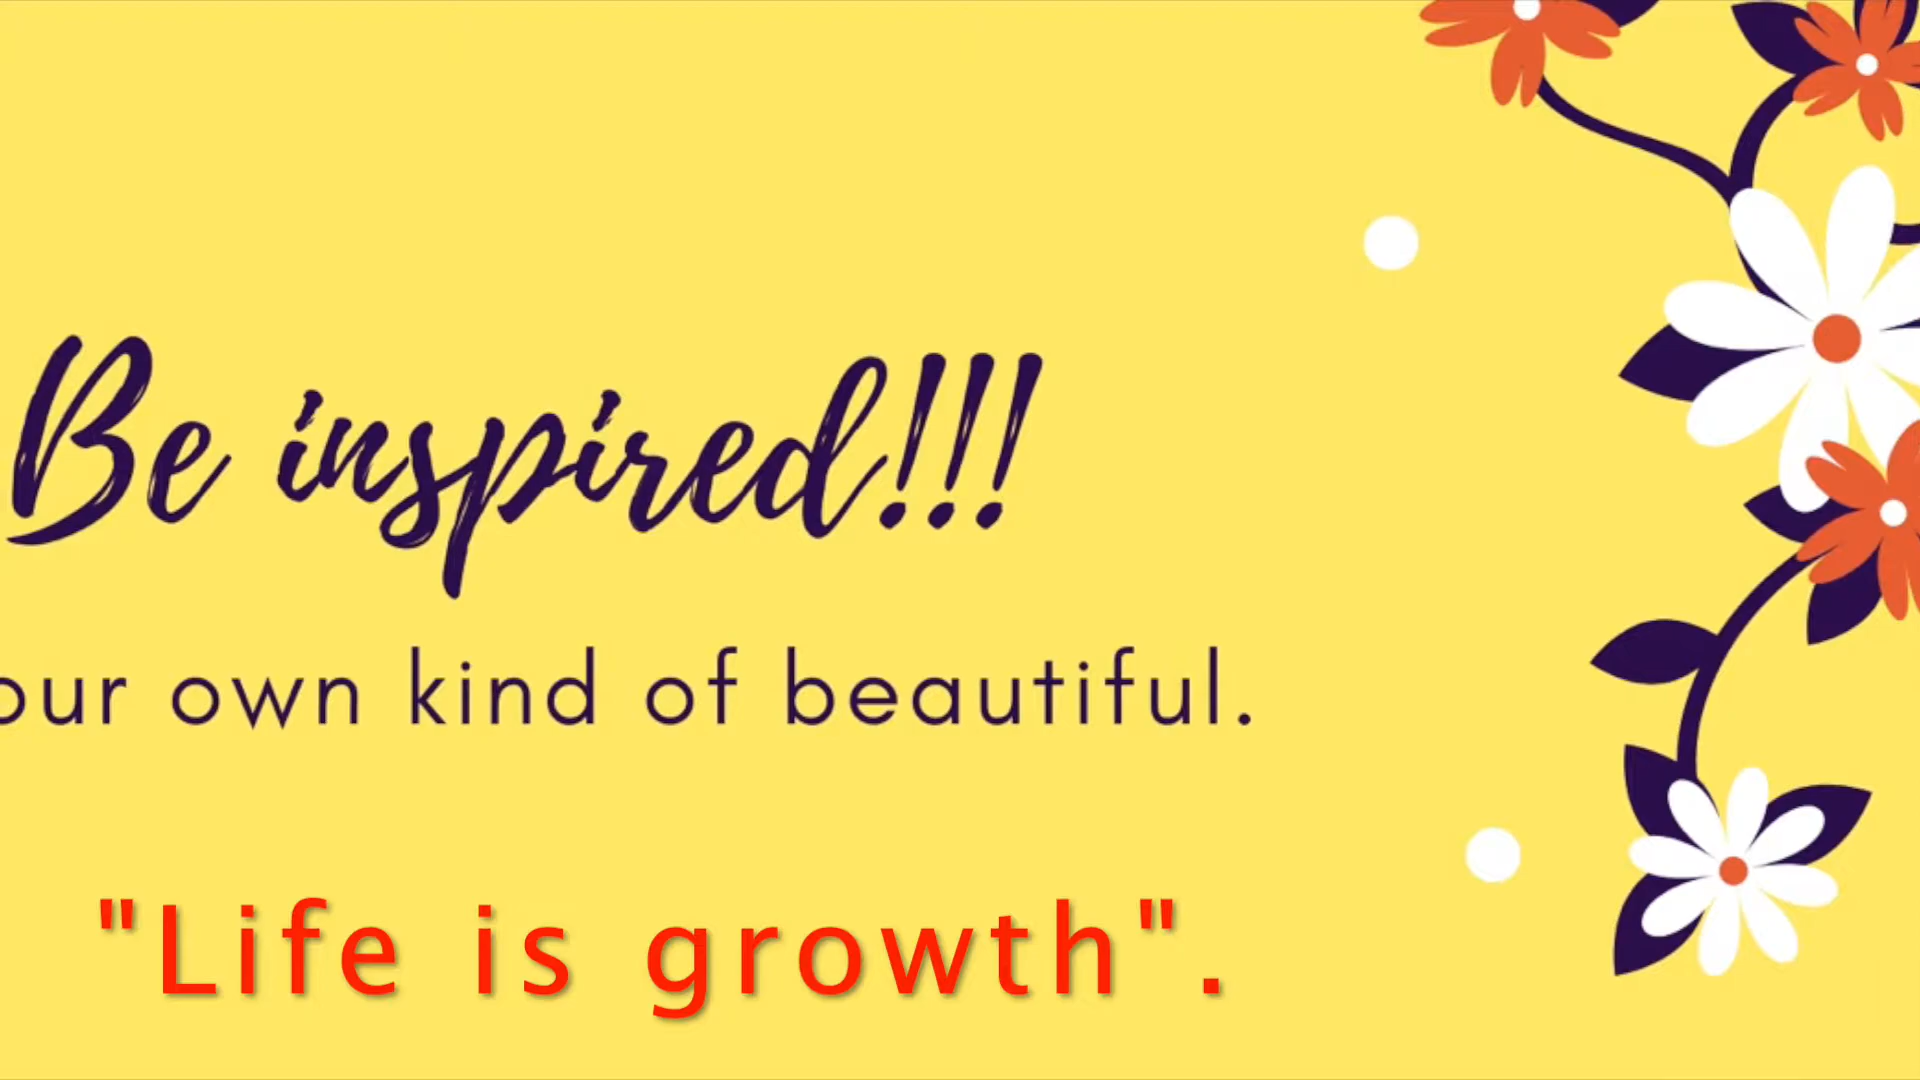 Be inspired!!!
our own kind of beautiful.
"Life is growth".